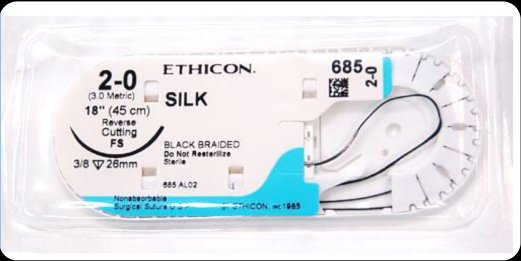 2-0
(3.0 Metric)
18" (45 cm)
Reverse
Cutting
FS
3/8 26mm
ETHICON.
SILK
BLACK BRAIDED
Do Not Resterilize
Sterile
685.AL02
Nonabsorbable
Surgical Suture U.S.P.
© ETHICON, INC 1985
685
2-0